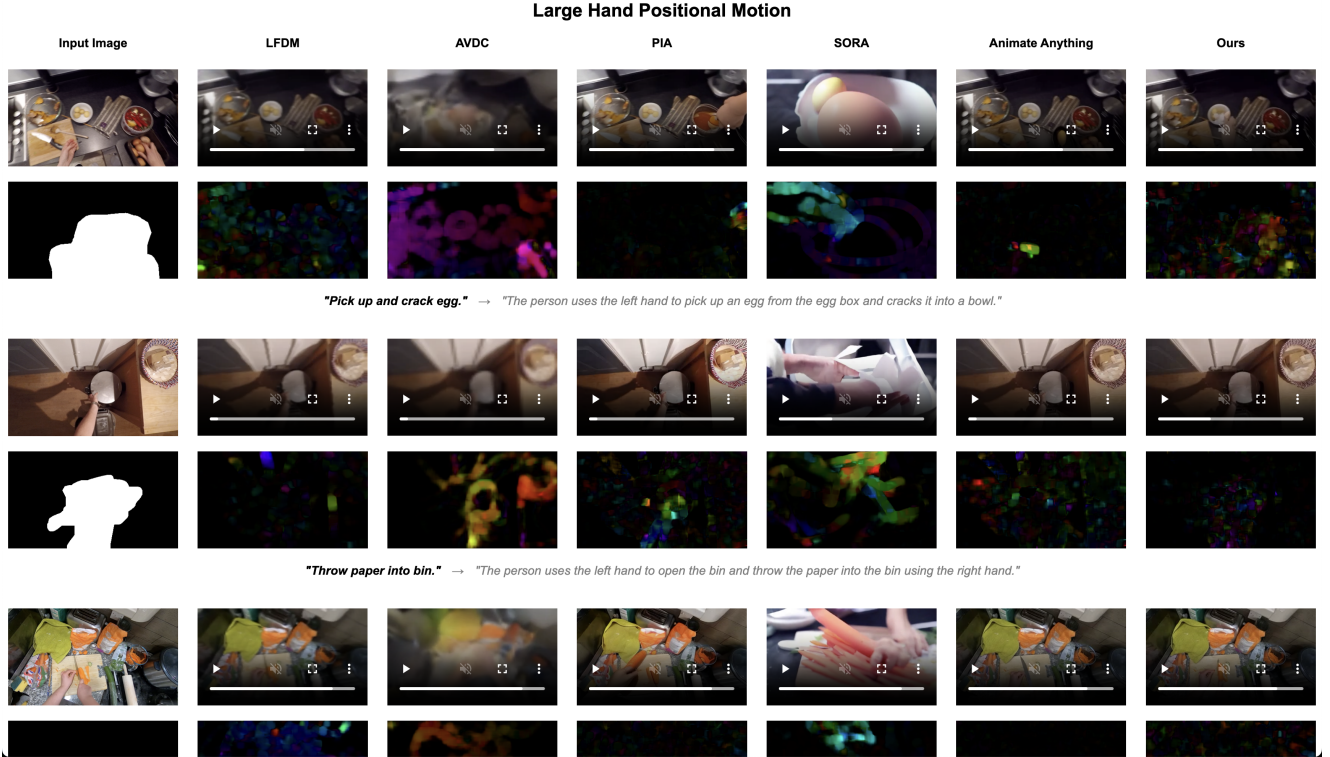 Large Hand Positional Motion
Input Image LFDM AVDC PIA SORA Animate Anything Ours
"Pick up and crack egg." → "The person uses the left hand to pick up an egg from the egg box and cracks it into a bowl."
"Throw paper into bin." → "The person uses the left hand to open the bin and throw the paper into the bin using the right hand."